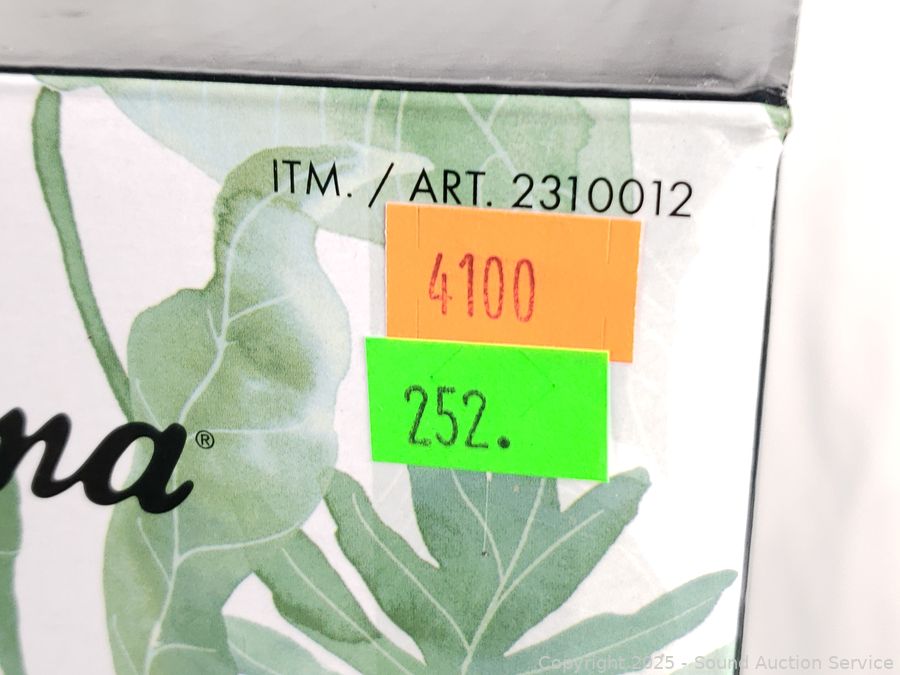 ITM. / ART. 2310012
4100
252.
na®
Copyright 2025 - Sound Auction Service